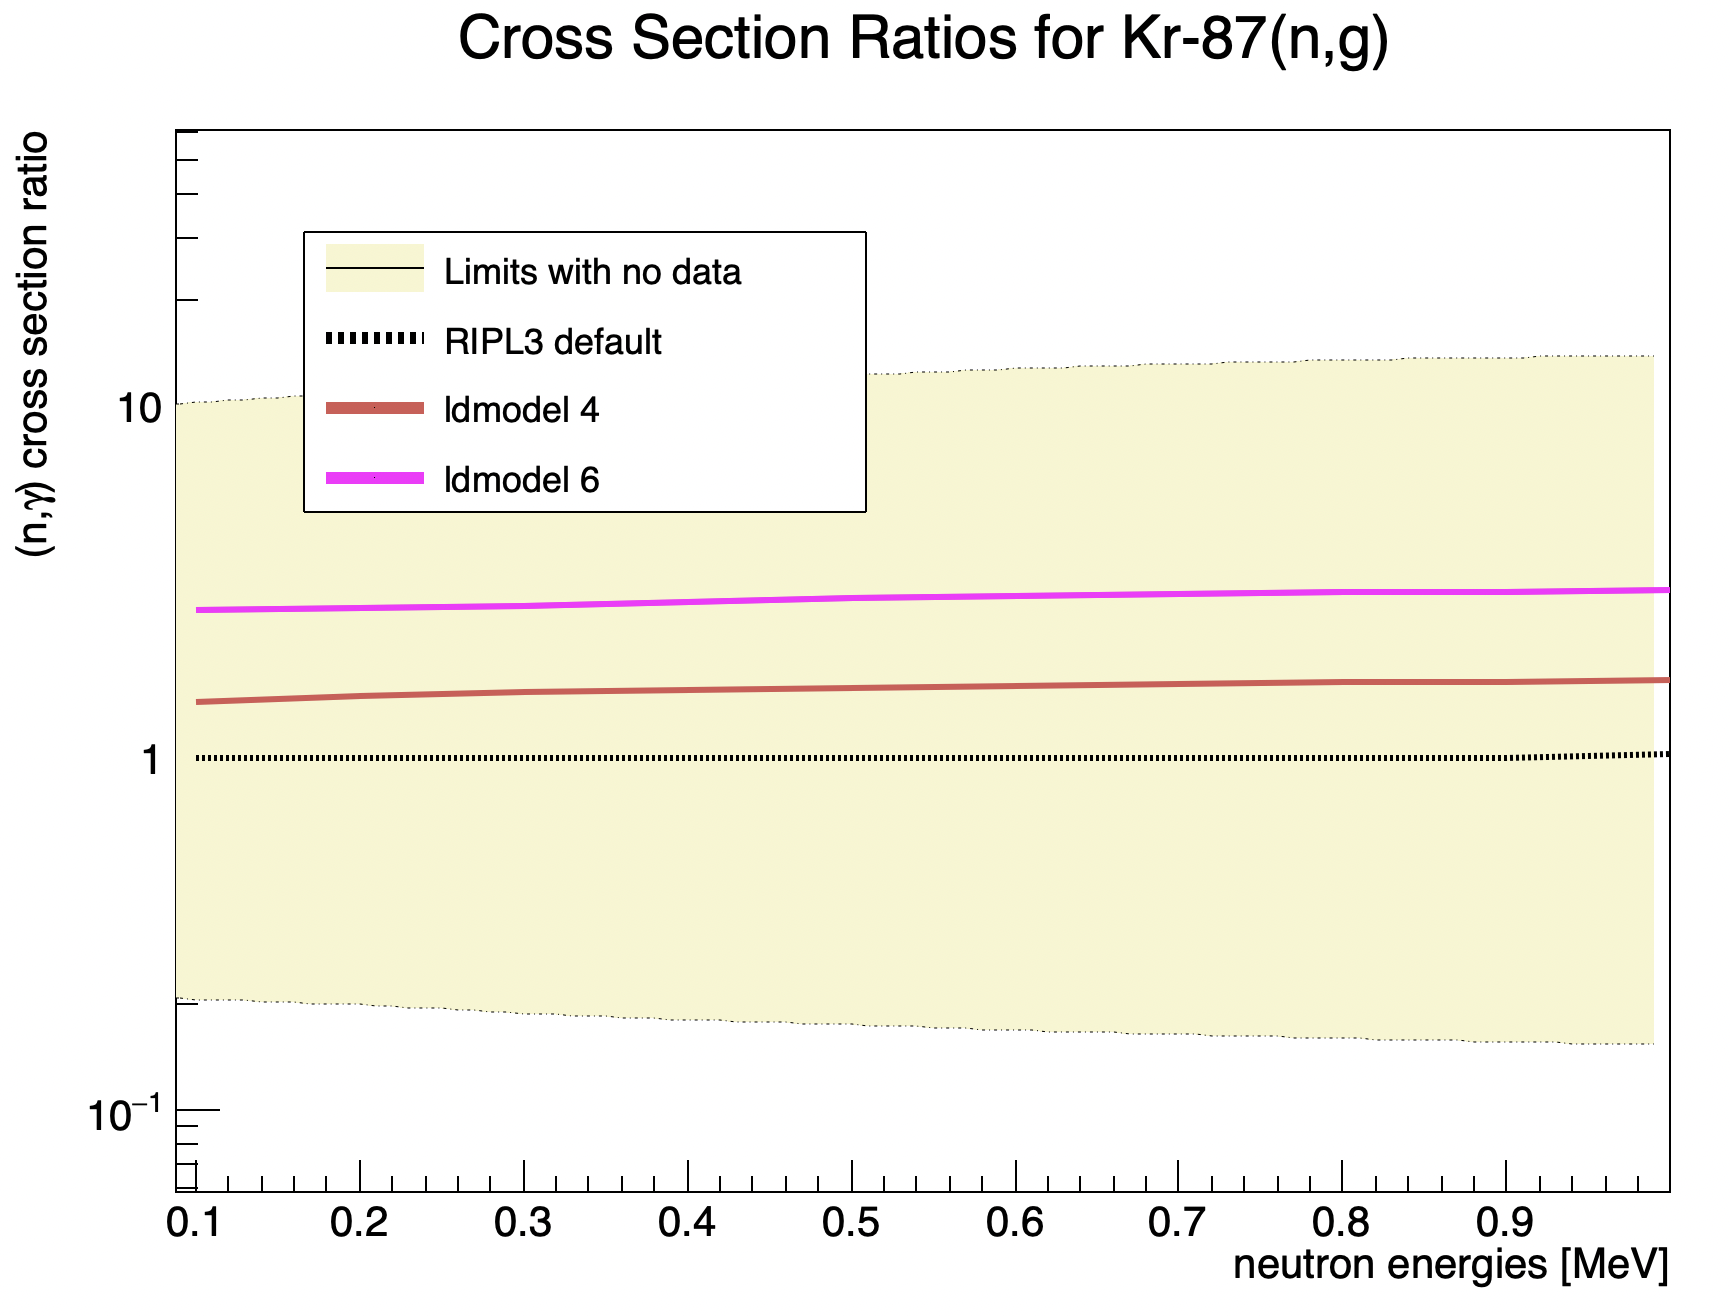 Cross Section Ratios for Kr-87(n,g)
(n,γ) cross section ratio
Limits with no data
RIPL3 default
ldmodel 4
ldmodel 6
10
1
10⁻¹
0.1 0.2 0.3 0.4 0.5 0.6 0.7 0.8 0.9
neutron energies [MeV]